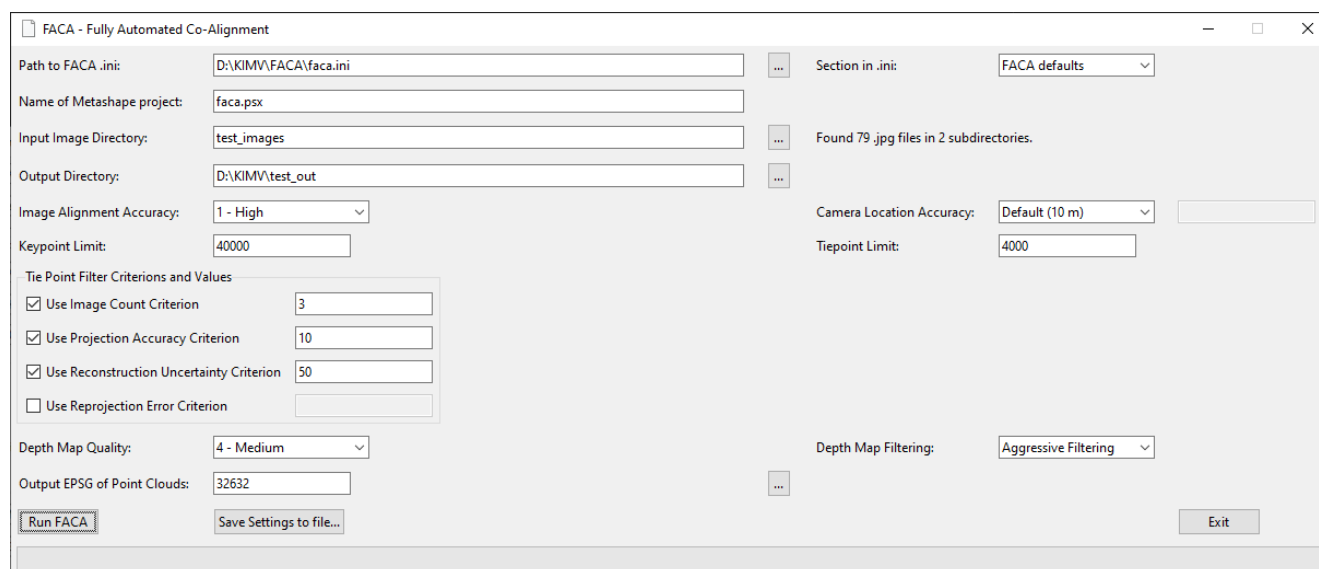 FACA - Fully Automated Co-Alignment
Path to FACA .ini: D:\KIMV\FACA\faca.ini ... Section in .ini: FACA defaults
Name of Metashape project: faca.psx
Input Image Directory: test_images ... Found 79 .jpg files in 2 subdirectories.
Output Directory: D:\KIMV\test_out ...
Image Alignment Accuracy: 1 - High Camera Location Accuracy: Default (10 m)
Keypoint Limit: 40000 Tiepoint Limit: 4000
Tie Point Filter Criterions and Values
Use Image Count Criterion 3
Use Projection Accuracy Criterion 10
Use Reconstruction Uncertainty Criterion 50
Use Reprojection Error Criterion
Depth Map Quality: 4 - Medium Depth Map Filtering: Aggressive Filtering
Output EPSG of Point Clouds: 32632 ...
Run FACA Save Settings to file... Exit